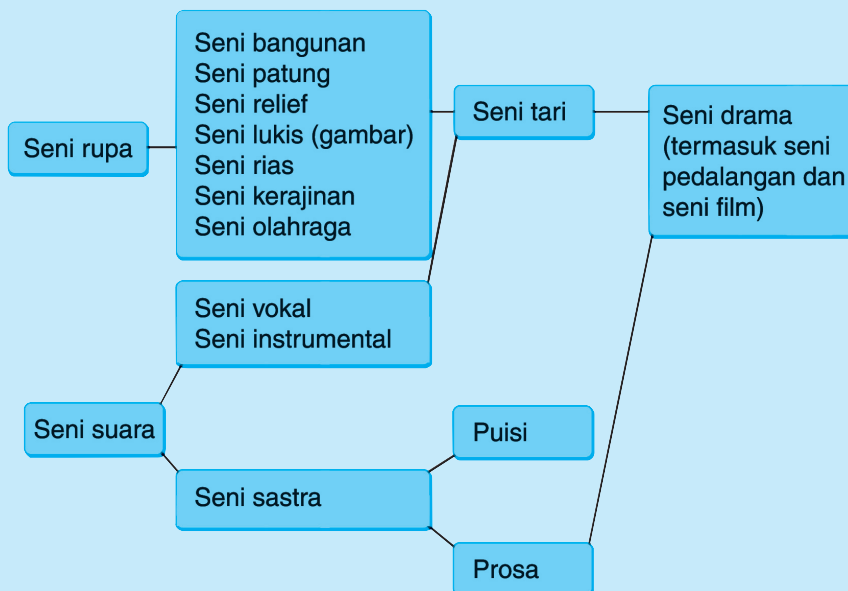 Seni rupa
Seni bangunan
Seni patung
Seni relief
Seni lukis (gambar)
Seni rias
Seni kerajinan
Seni olahraga
Seni tari
Seni drama
(termasuk seni
pedalangan dan
seni film)
Seni suara
Seni vokal
Seni instrumental
Seni sastra
Puisi
Prosa